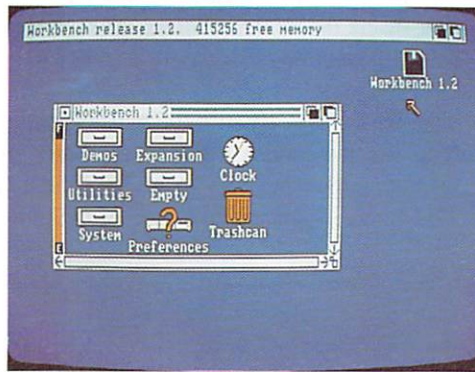 Workbench release 1.2. 415256 free memory
Workbench 1.2
Workbench 1.2
Demos Expansion
Clock
Utilities Empty
System
Preferences
Trashcan
F
E